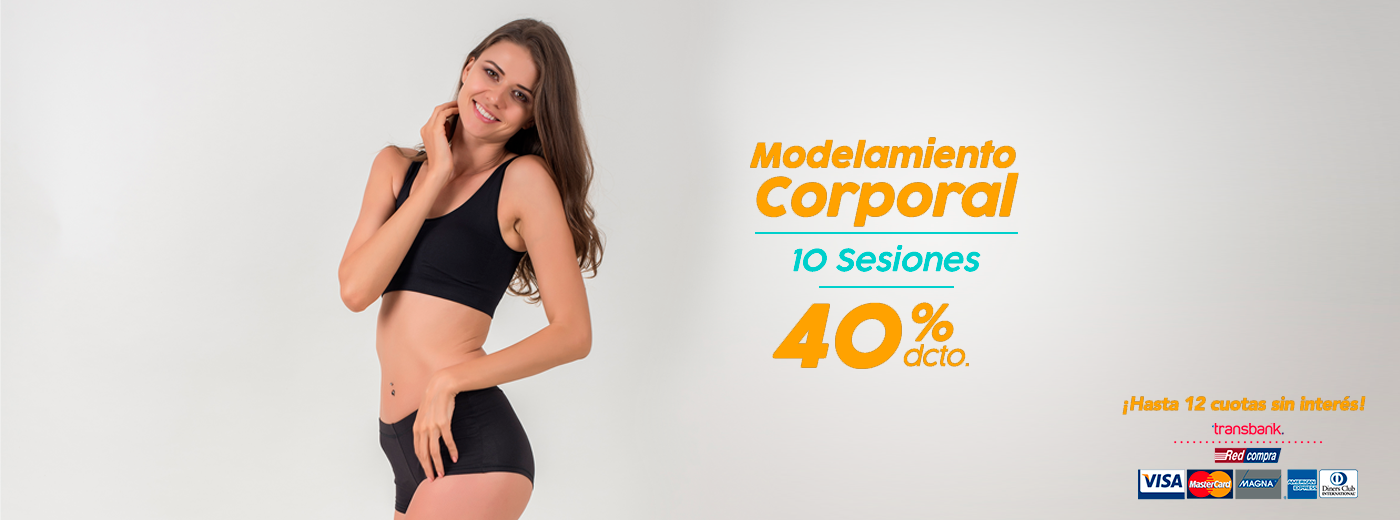 Modelamiento
Corporal
10 Sesiones
40%
dcto.
¡Hasta 12 cuotas sin interés!
transbank.
Red compra
VISA MasterCard MAGNA AMERICAN EXPRESS Diners Club INTERNATIONAL